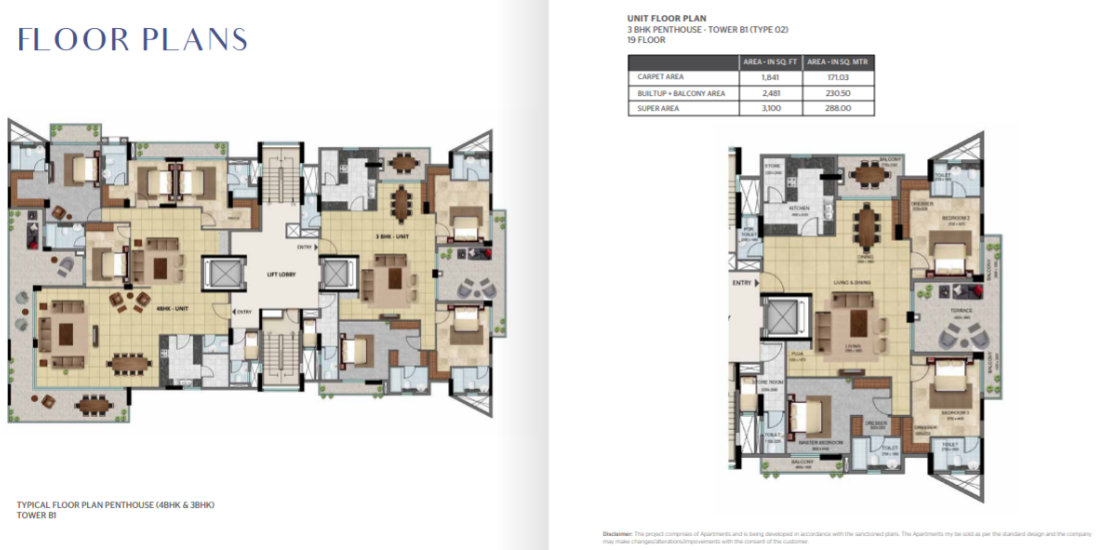 FLOOR PLANS
3 BHK - UNIT
ENTRY
LIFT LOBBY
4BHK - UNIT
ENTRY
TYPICAL FLOOR PLAN PENTHOUSE (4BHK & 3BHK)
TOWER B1
UNIT FLOOR PLAN
3 BHK PENTHOUSE - TOWER B1 (TYPE 02)
19 FLOOR
AREA - IN SQ. FT AREA - IN SQ. MTR
CARPET AREA 1,841 171.03
BUILTUP + BALCONY AREA 2,481 230.50
SUPER AREA 3,100 288.00
STORE
BALCONY
TOILET
KITCHEN
DRESSER
BEDROOM 2
TOILET
DINING
BALCONY
ENTRY
LIVING & DINING
TERRACE
LIVING
BALCONY
STORE ROOM
BEDROOM 3
DRESSER
DRESSER
TOILET
MASTER BEDROOM
TOILET
TOILET
BALCONY
Disclaimer: The project comprises of Apartments and is being developed in accordance with the sanctioned plans. The Apartments my be sold as per the standard design and the company
may make changes/alterations/improvements with the consent of the customer.